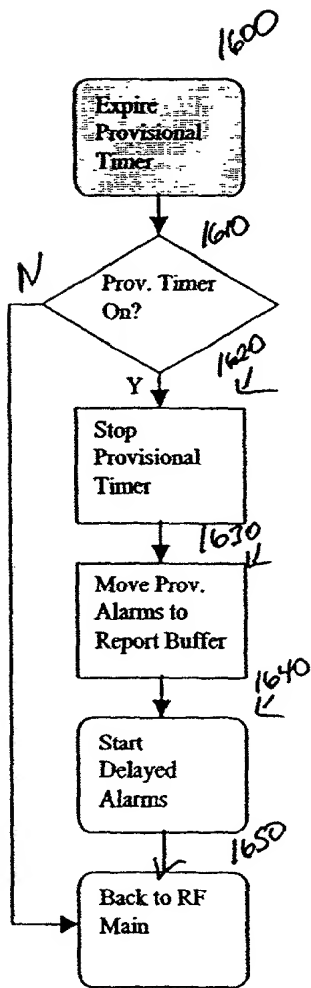 1600
Expire
Provisional
Timer
1610
N
Prov. Timer
On?
1620
Y
Stop
Provisional
Timer
1630
Move Prov.
Alarms to
Report Buffer
1640
Start
Delayed
Alarms
1650
Back to RF
Main